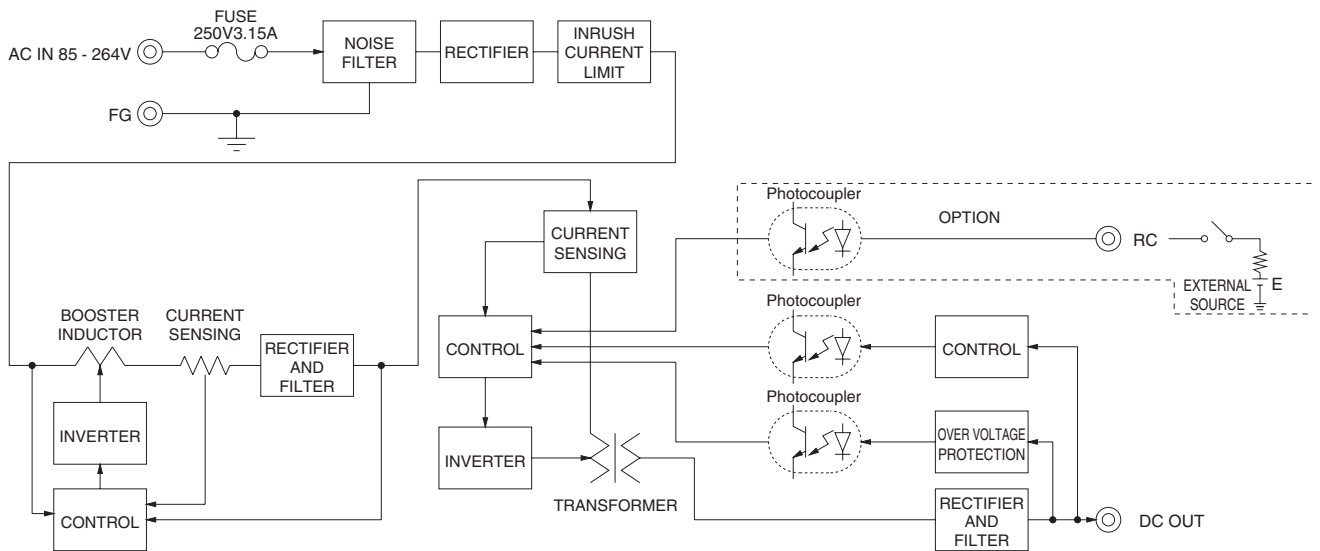 FUSE
250V3.15A
AC IN 85 - 264V
NOISE
FILTER
RECTIFIER
INRUSH
CURRENT
LIMIT
FG
Photocoupler
OPTION
RC
EXTERNAL
SOURCE
E
CURRENT
SENSING
BOOSTER
INDUCTOR
CURRENT
SENSING
RECTIFIER
AND
FILTER
CONTROL
Photocoupler
CONTROL
INVERTER
INVERTER
Photocoupler
OVER VOLTAGE
PROTECTION
TRANSFORMER
CONTROL
RECTIFIER
AND
FILTER
DC OUT